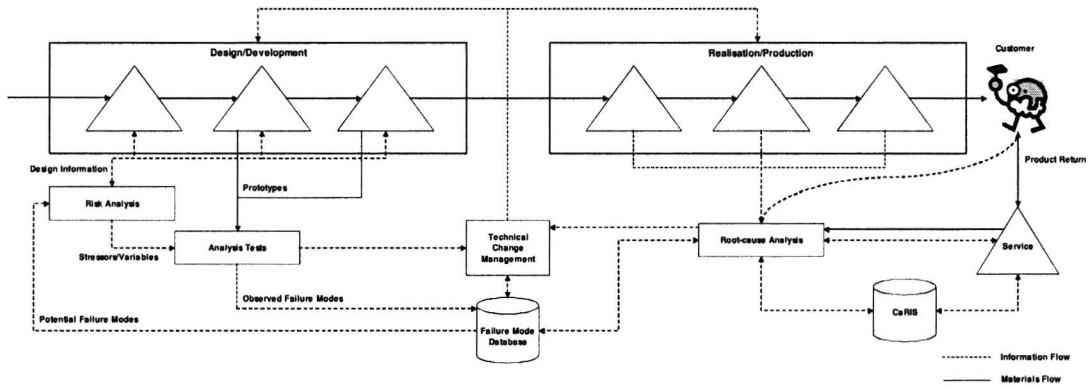 Design/Development
Realisation/Production
Customer
Design Information
Prototypes
Product Return
Risk Analysis
Stressors/Variables
Analysis Tests
Technical
Change
Management
Root-cause Analysis
Service
Observed Failure Modes
Potential Failure Modes
Failure Mode
Database
CaRIS
Information Flow
Materials Flow